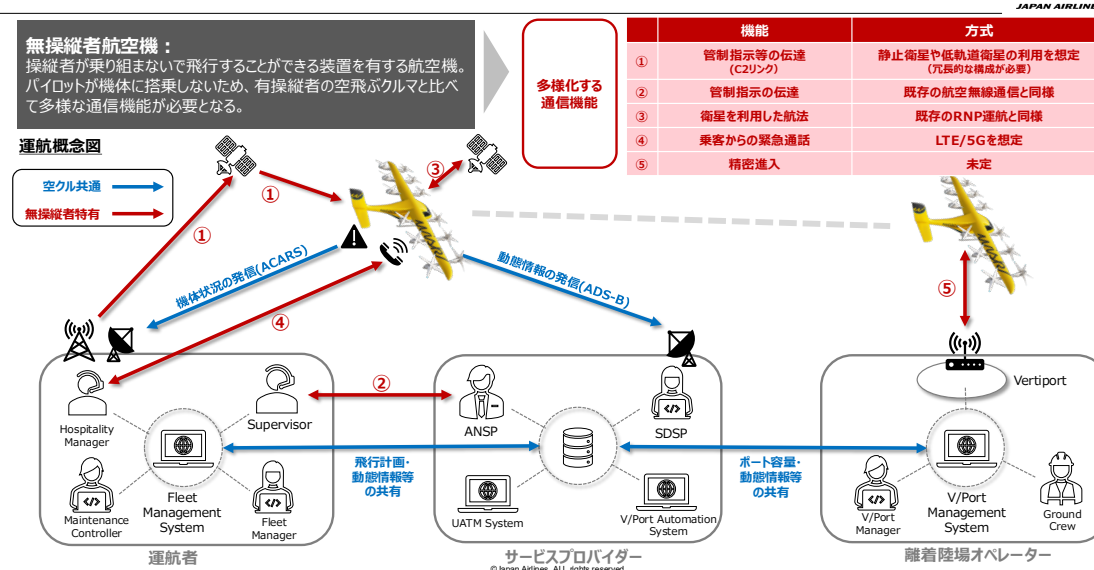 JAPAN AIRLINES
無操縦者航空機：
操縦者が乗り組まないで飛行することができる装置を有する航空機。
パイロットが機体に搭乗しないため、有操縦者の空飛ぶクルマと比べ
て多様な通信機能が必要となる。
多様化する
通信機能
機能 方式
① 管制指示等の伝達 静止衛星や低軌道衛星の利用を想定
(C2リンク) (冗長的な構成が必要)
② 管制指示の伝達 既存の航空無線通信と同様
③ 衛星を利用した航法 既存のRNP運航と同様
④ 乗客からの緊急通話 LTE/5Gを想定
⑤ 精密進入 未定
運航概念図
空クル共通
無操縦者特有
①
①
③
機体状況の発信(ACARS)
動態情報の発信(ADS-B)
④
⑤
②
Hospitality
Manager
Supervisor
Fleet
Management
System
Maintenance
Controller
Fleet
Manager
運航者
飛行計画・
動態情報等
の共有
ANSP
SDSP
UATM System
V/Port Automation
System
サービスプロバイダー
ポート容量・
動態情報等
の共有
Vertiport
V/Port
Manager
V/Port
Management
System
Ground
Crew
離着陸場オペレーター
© Japan Airlines, ALL rights reserved.